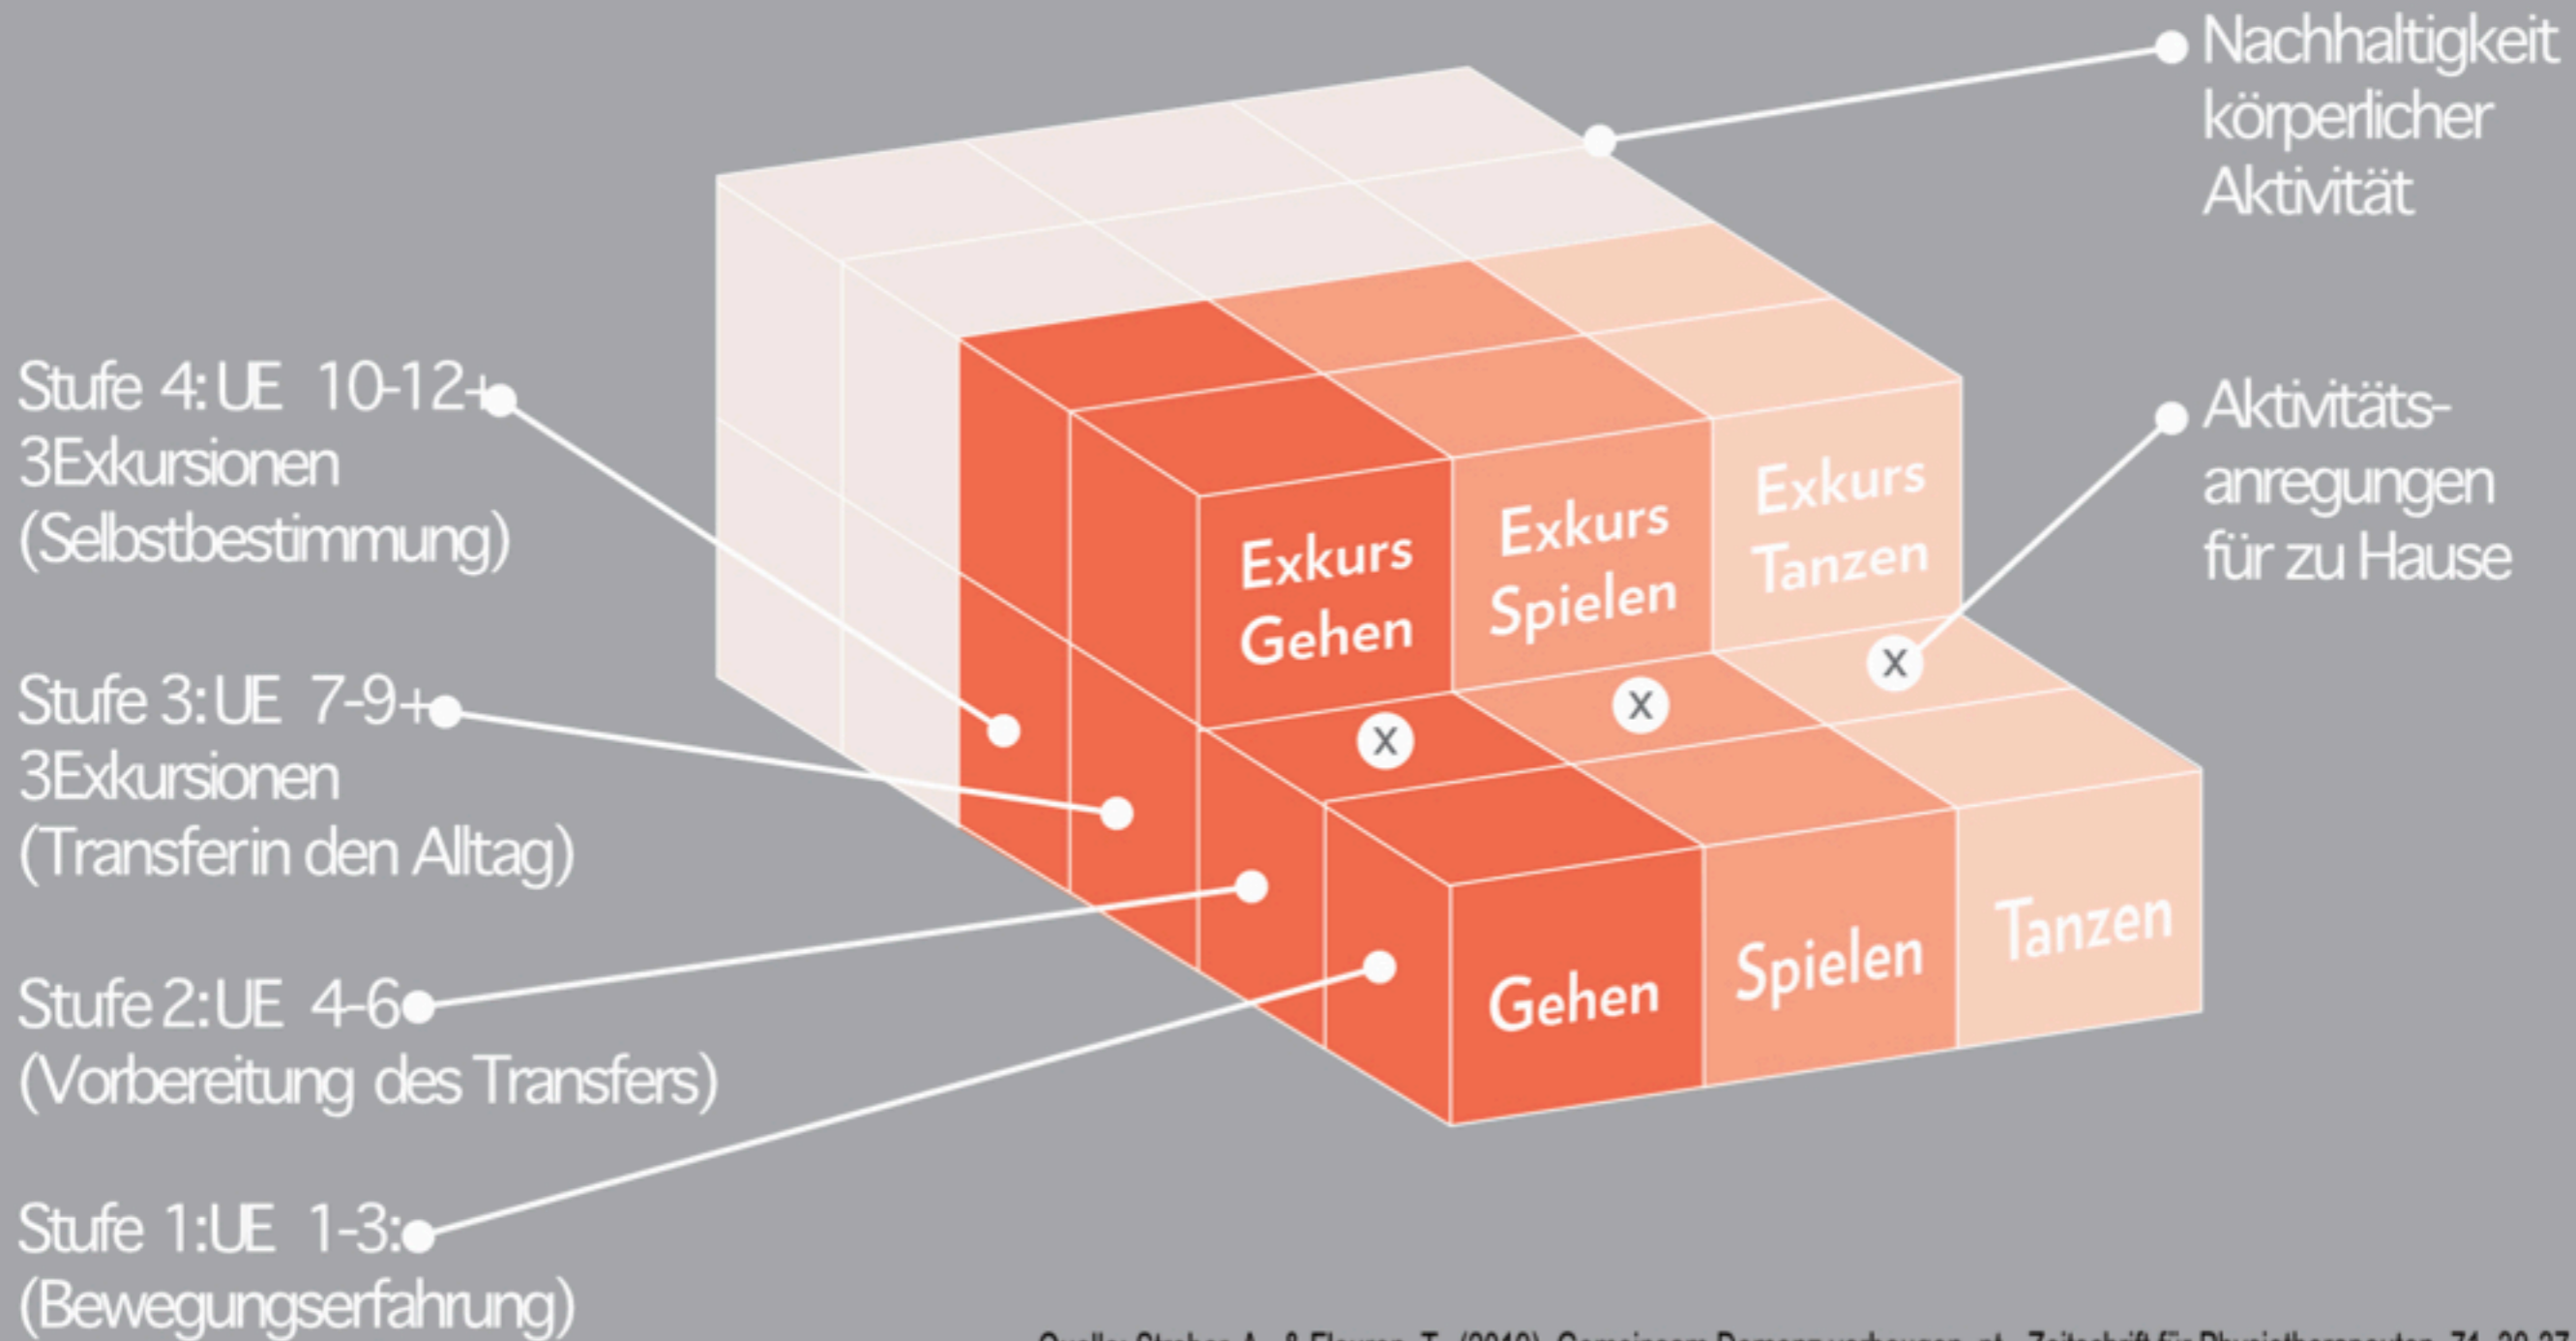 Nachhaltigkeit
körperlicher
Aktivität
Stufe 4: UE 10-12+
3Exkursionen
(Selbstbestimmung)
Aktivitäts-
anregungen
für zu Hause
Exkurs
Gehen
Exkurs
Spielen
Exkurs
Tanzen
x
x
x
Stufe 3: UE 7-9+
3Exkursionen
(Transferin den Alltag)
Stufe 2: UE 4-6
(Vorbereitung des Transfers)
Gehen
Spielen
Tanzen
Stufe 1:UE 1-3:
(Bewegungserfahrung)